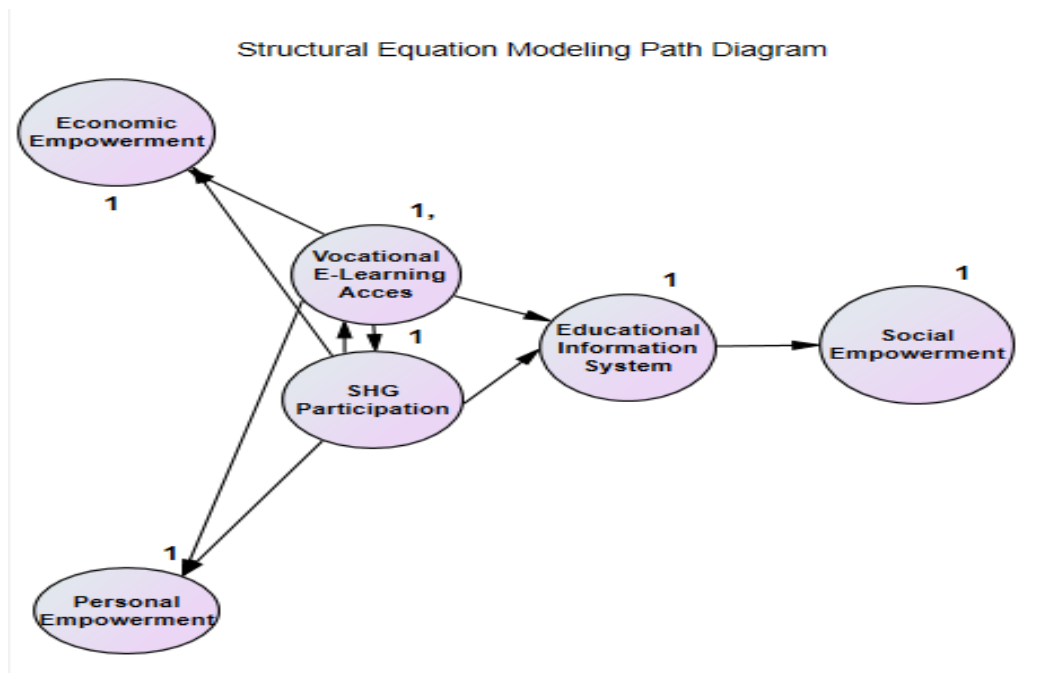 Structural Equation Modeling Path Diagram
Economic
Empowerment
1
1,
Vocational
E-Learning
Acces
1
SHG
Participation
1
Educational
Information
System
1
Social
Empowerment
1
Personal
Empowerment